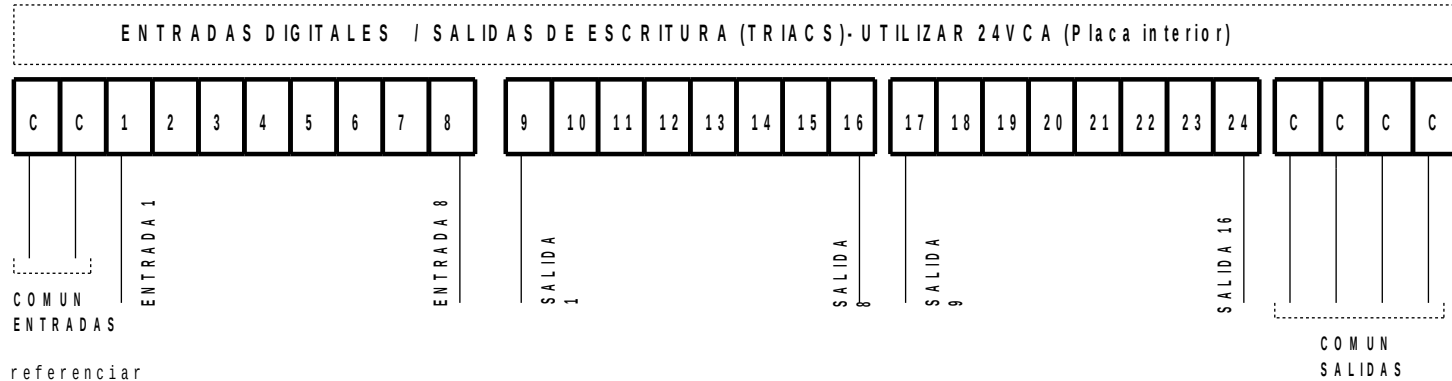 ENTRADAS DIGITALES / SALIDAS DE ESCRITURA (TRIACS)- UTILIZAR 24VCA (Placa interior)
C C 1 2 3 4 5 6 7 8 9 10 11 12 13 14 15 16 17 18 19 20 21 22 23 24 C C C C
ENTRADA 1
ENTRADA 8
SALIDA
1
SALIDA
8
SALIDA
9
SALIDA 16
COMUN
ENTRADAS
COMUN
SALIDAS
referenciar